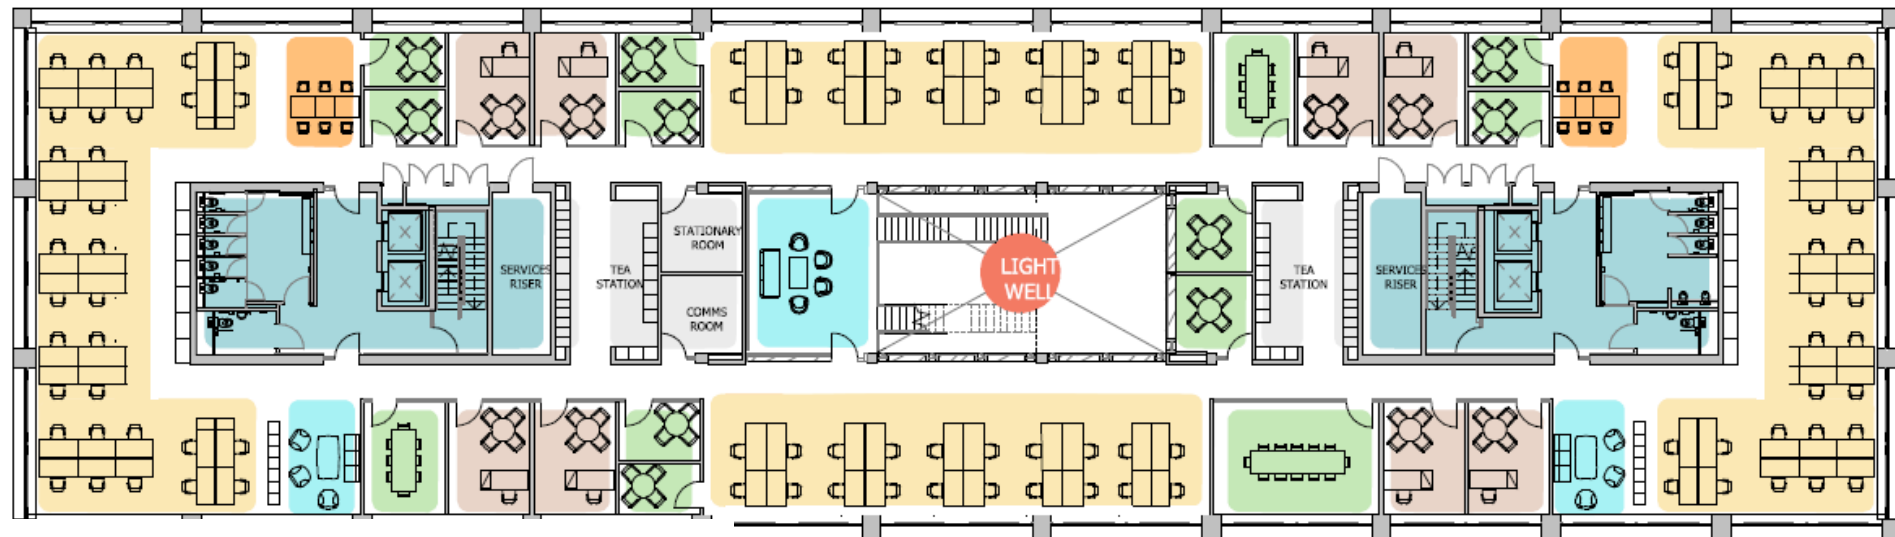 STATIONARY
ROOM
COMMS
ROOM
SERVICES
RISER
TEA
STATION
LIGHT
WELL
TEA
STATION
SERVICES
RISER